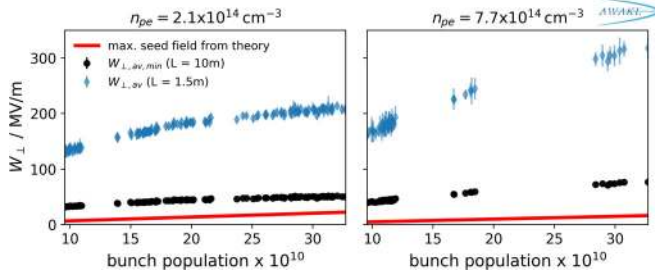 n_pe = 2.1x10^14 cm^−3
n_pe = 7.7x10^14 cm^−3
AWAKE
max. seed field from theory
W_⊥,av,min (L = 10m)
W_⊥,av (L = 1.5m)
W_⊥ / MV/m
300
200
100
0
10 15 20 25 30
10 15 20 25 30
bunch population x 10^10
bunch population x 10^10